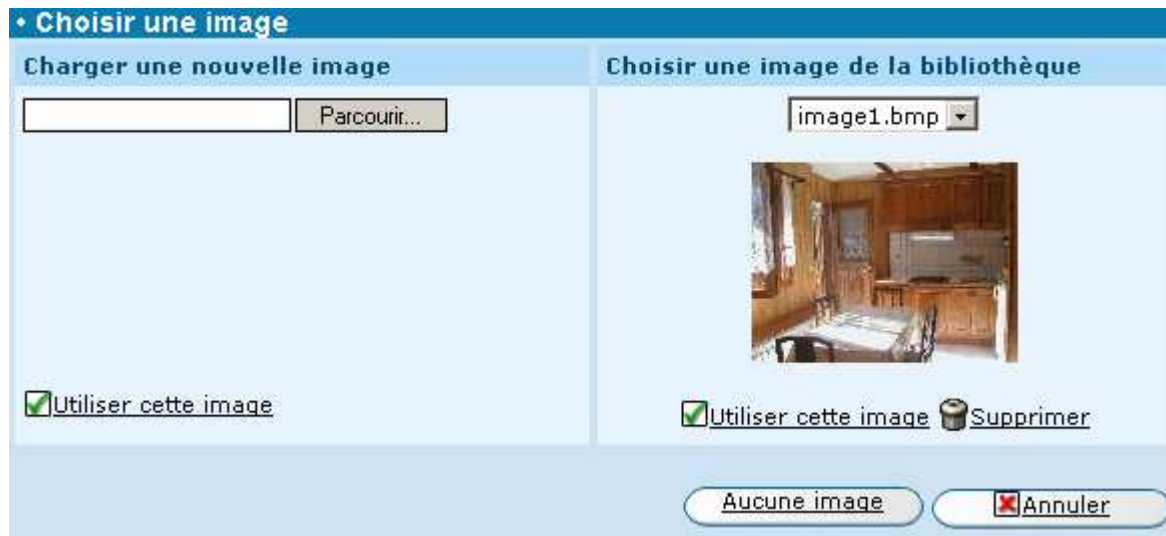 • Choisir une image
Charger une nouvelle image
Choisir une image de la bibliothèque
Parcourir...
image1.bmp
Utiliser cette image
Utiliser cette image Supprimer
Aucune image
Annuler